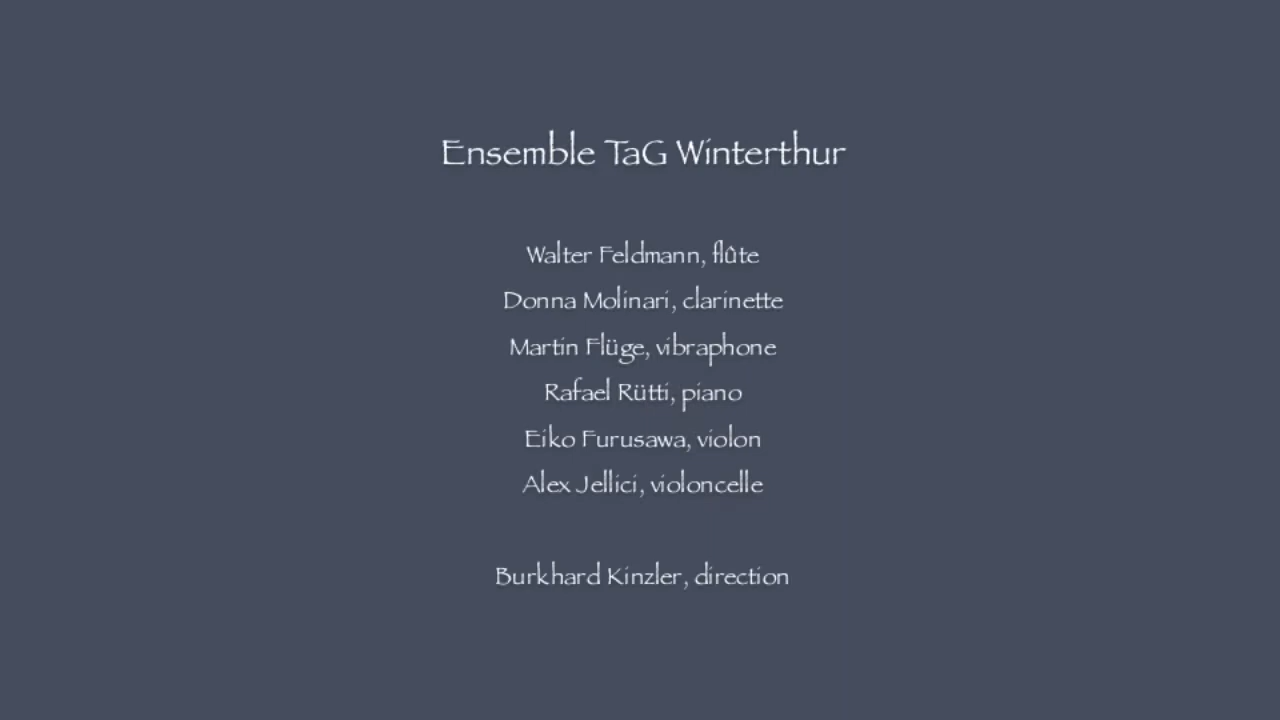 Ensemble TaG Winterthur
Walter Feldmann, flûte
Donna Molinari, clarinette
Martin Flüge, vibraphone
Rafael Rütti, piano
Eiko Furusawa, violon
Alex Jellici, violoncelle
Burkhard Kinzler, direction